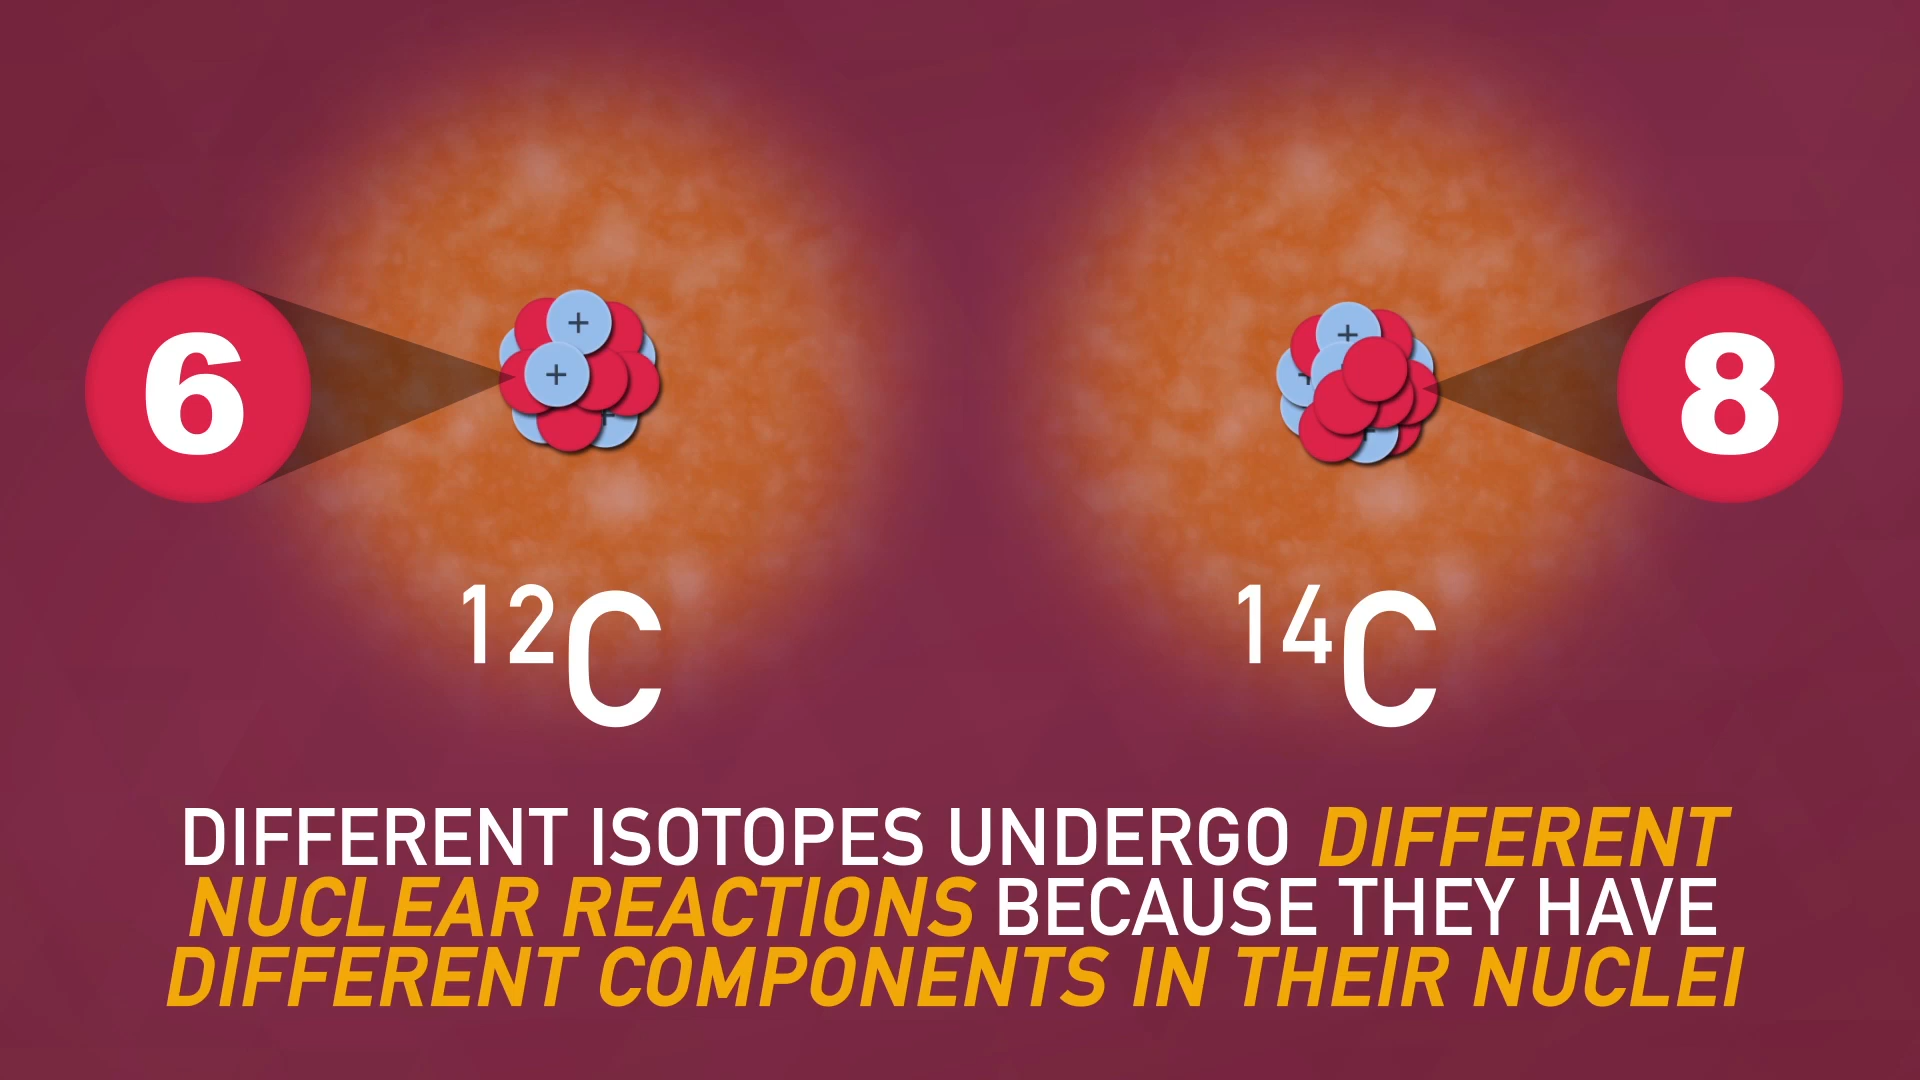 6
8
+
+
+
¹²C
¹⁴C
DIFFERENT ISOTOPES UNDERGO DIFFERENT
NUCLEAR REACTIONS BECAUSE THEY HAVE
DIFFERENT COMPONENTS IN THEIR NUCLEI